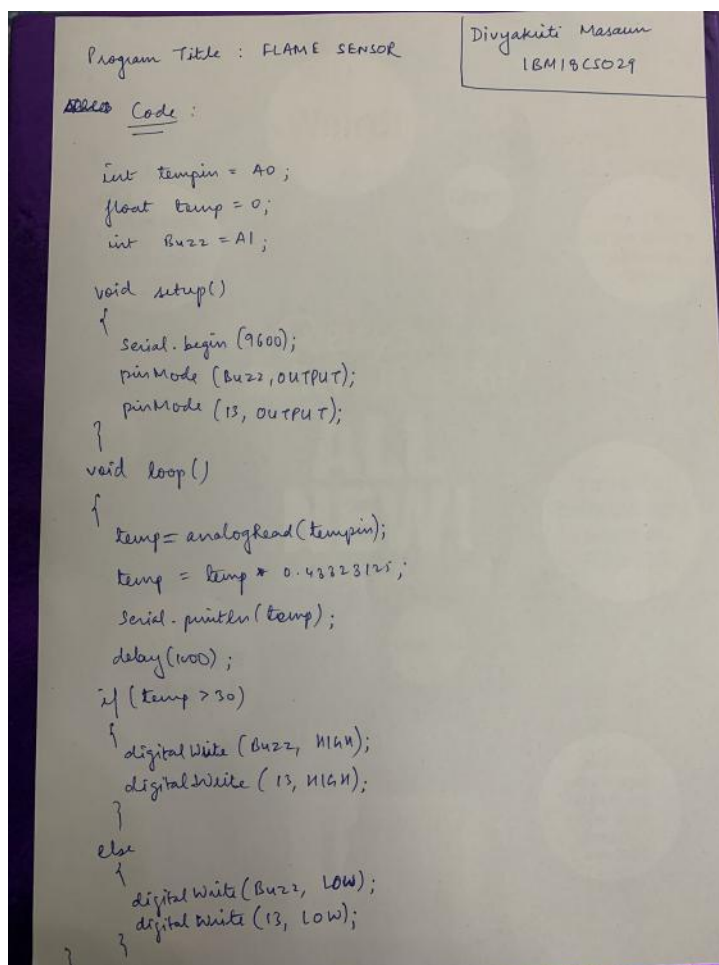 Program Title : FLAME SENSOR
Divyakriti Masaun
1BM18CS029
Code :
int tempin = A0;
float temp = 0;
int Buzz = A1;
void setup()
{
serial.begin (9600);
pinMode (Buzz, OUTPUT);
pinMode (13, OUTPUT);
}
void loop()
{
temp = analogRead(tempin);
temp = temp * 0.48828125;
serial.println(temp);
delay(1000);
if (temp > 30)
{
digitalWrite (Buzz, HIGH);
digitalWrite (13, HIGH);
}
else
{
digitalWrite (Buzz, LOW);
digitalWrite (13, LOW);
}
}